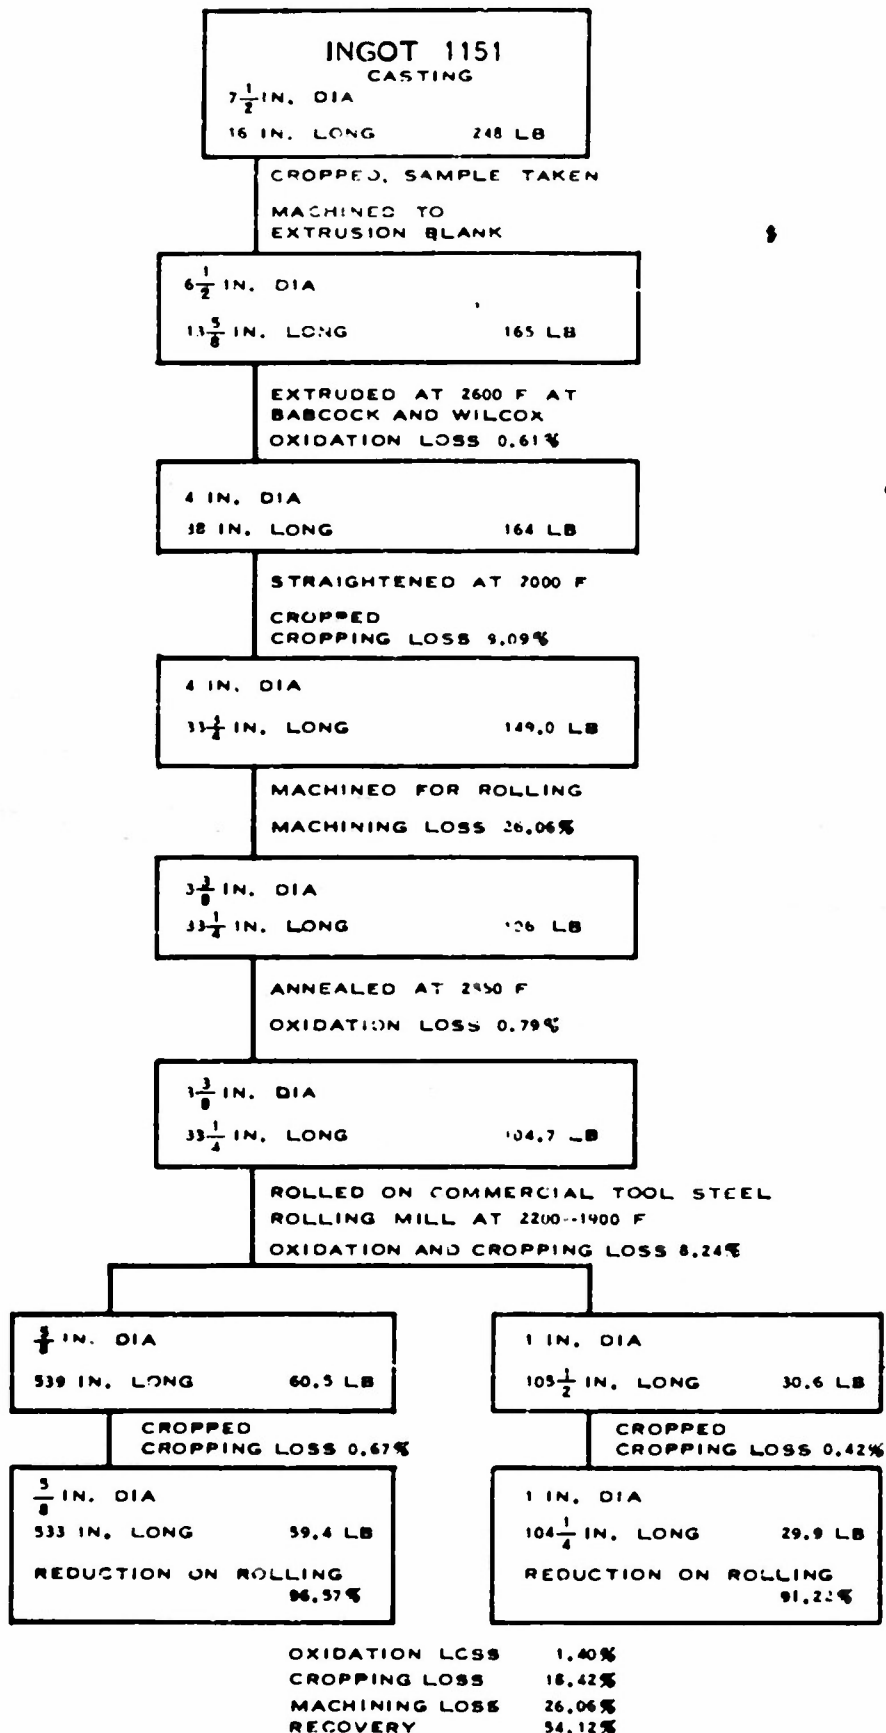 INGOT 1151
CASTING
7 1/2 IN. DIA
16 IN. LONG 248 LB
CROPPED, SAMPLE TAKEN
MACHINED TO
EXTRUSION BLANK
6 1/2 IN. DIA
13 5/8 IN. LONG 165 LB
EXTRUDED AT 2600 F AT
BABCOCK AND WILCOX
OXIDATION LOSS 0.61%
4 IN. DIA
38 IN. LONG 164 LB
STRAIGHTENED AT 2000 F
CROPPED
CROPPING LOSS 9.09%
4 IN. DIA
IN. LONG 149.0 LB
MACHINED FOR ROLLING
MACHINING LOSS 26.06%
3 3/8 IN. DIA
33 1/4 IN. LONG LB
ANNEALED AT F
OXIDATION LOSS 0.79%
3 3/8 IN. DIA
33 1/4 IN. LONG 104.7 LB
ROLLED ON COMMERCIAL TOOL STEEL
ROLLING MILL AT 2200--1900 F
OXIDATION AND CROPPING LOSS 8.24%
5/8 IN. DIA
539 IN. LONG 60.5 LB
CROPPED
CROPPING LOSS 0.67%
5/8 IN. DIA
533 IN. LONG 59.4 LB
REDUCTION ON ROLLING
96.57%
1 IN. DIA
105 1/2 IN. LONG 30.6 LB
CROPPED
CROPPING LOSS 0.42%
1 IN. DIA
104 1/4 IN. LONG 29.9 LB
REDUCTION ON ROLLING
91.22%
OXIDATION LOSS 1.40%
CROPPING LOSS 18.42%
MACHINING LOSS 26.06%
RECOVERY 54.12%